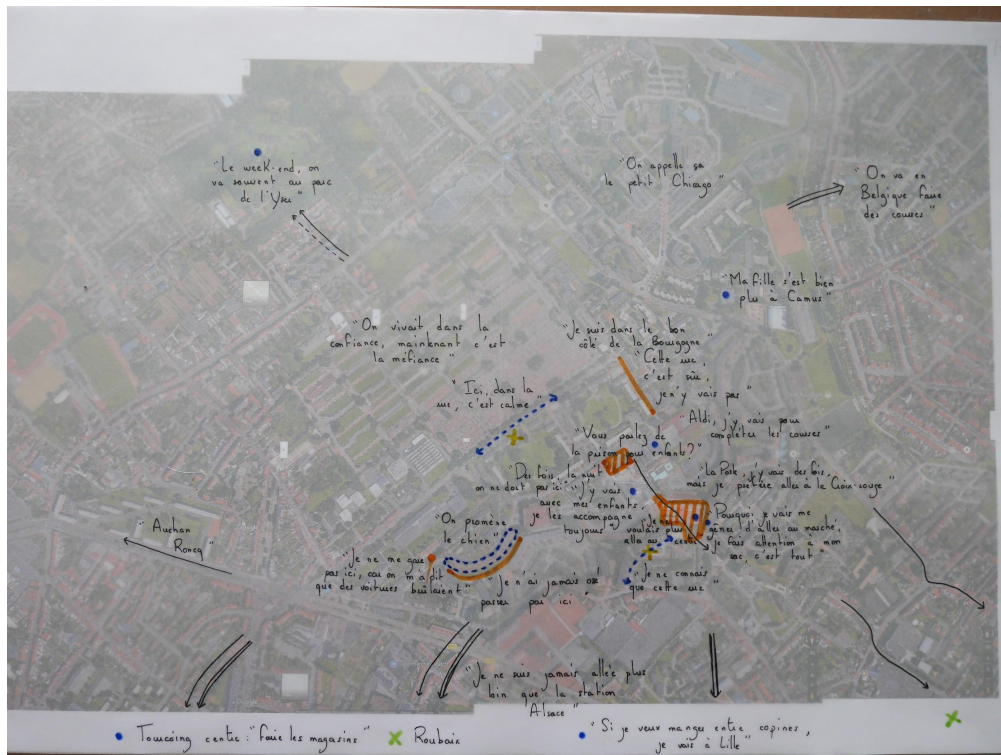 "Le week-end, on
va souvent au parc
de l'Yser"
"On appelle ça
le petit Chicago"
"On va en
Belgique faire
des courses"
"Ma fille s'est bien
plu à Camus"
"On vivait dans la
confiance, maintenant c'est
la méfiance"
"Je suis dans le bon
côté de la Bourgogne"
"Cette rue,
c'est sûr,
je n'y vais pas"
"Ici, dans la
rue, c'est calme"
"Aldi, j'y vais pour
compléter les courses"
"Vous parlez de
la prison pour enfants?"
"Des fois, la nuit
on ne doit pas ici"
"La Poste, j'y vais des fois,
mais je préfère aller à le Croix-rouge"
"J'y vais
avec mes enfants,
je les accompagne
toujours"
"Je ne
voulais plus
aller au
"Pourquoi je vais me
gêner d'aller au marché,
je fais attention à mon
sac, c'est tout"
"On promène
le chien"
"Auchan
Roncq"
"Je ne me gare
pas ici, car on m'a dit
que des voitures brûlaient"
"Je n'ai jamais osé
passer par ici"
"Je ne connais
que cette rue"
"Je ne suis jamais allée plus
loin que la station
Alsace"
Tourcoing centre : "faire les magasins"
Roubaix
"Si je veux manger entre copines,
je vais à Lille"